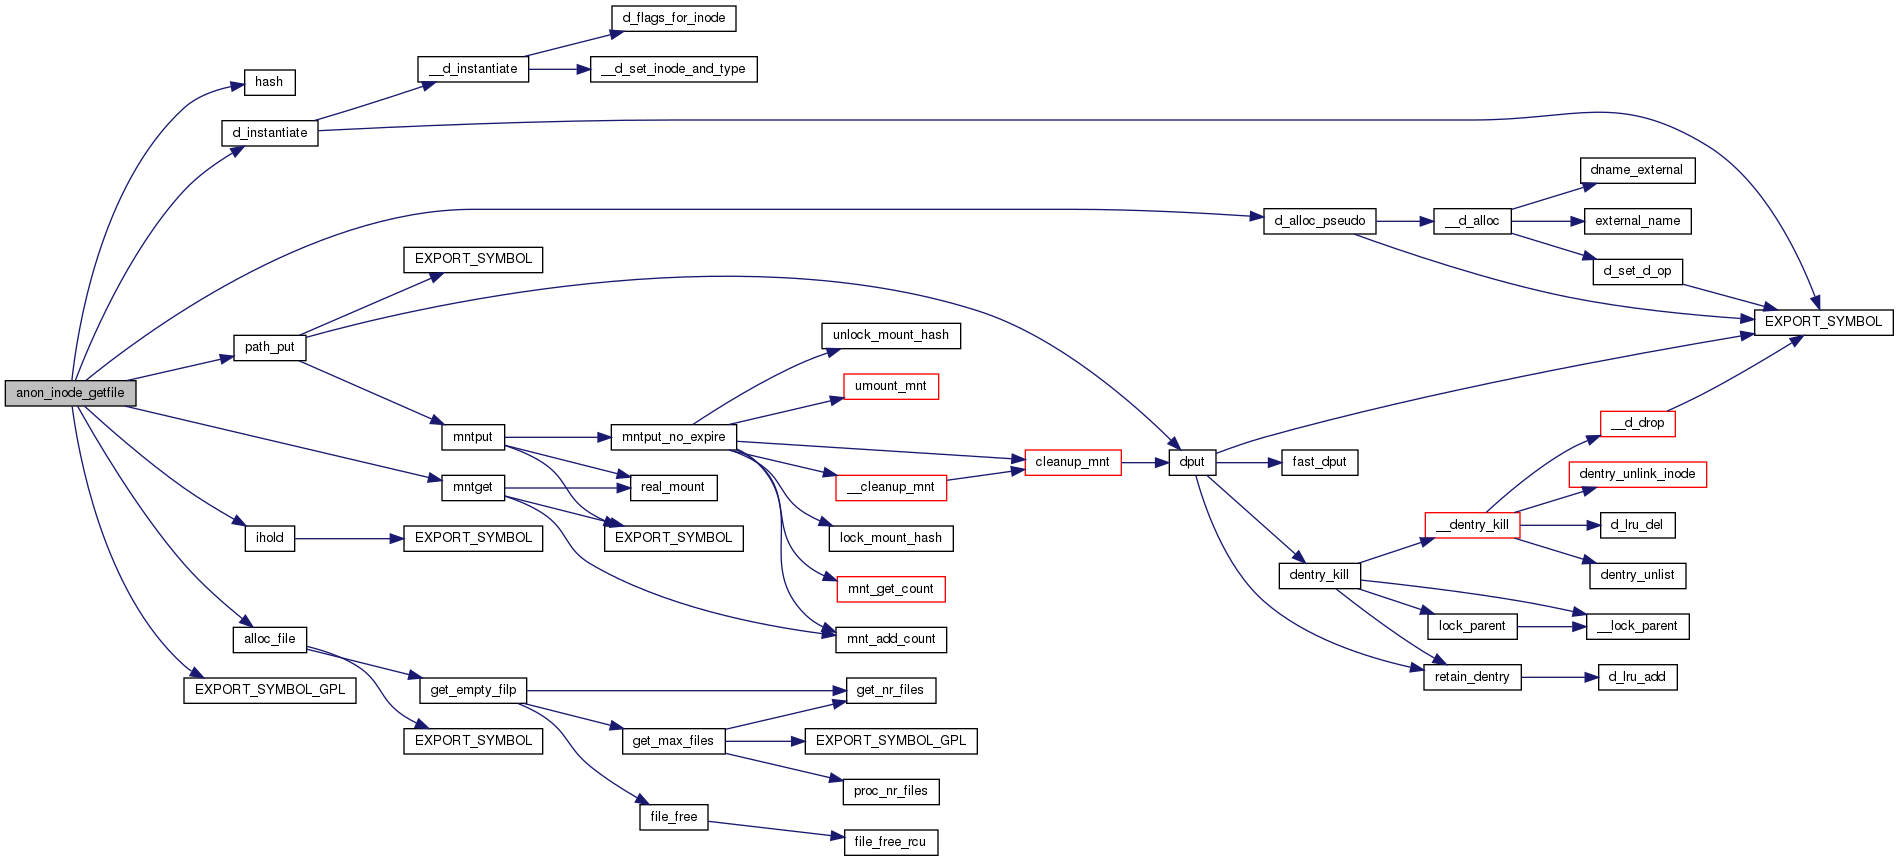 d_flags_for_inode
__d_instantiate
__d_set_inode_and_type
hash
d_instantiate
dname_external
d_alloc_pseudo
__d_alloc
external_name
EXPORT_SYMBOL
d_set_d_op
path_put
unlock_mount_hash
EXPORT_SYMBOL
anon_inode_getfile
umount_mnt
mntput
mntput_no_expire
__d_drop
cleanup_mnt
dput
fast_dput
dentry_unlink_inode
mntget
real_mount
__cleanup_mnt
ihold
EXPORT_SYMBOL
EXPORT_SYMBOL
lock_mount_hash
__dentry_kill
d_lru_del
mnt_get_count
dentry_kill
dentry_unlist
alloc_file
mnt_add_count
lock_parent
__lock_parent
EXPORT_SYMBOL_GPL
get_empty_filp
get_nr_files
retain_dentry
d_lru_add
EXPORT_SYMBOL
get_max_files
EXPORT_SYMBOL_GPL
proc_nr_files
file_free
file_free_rcu